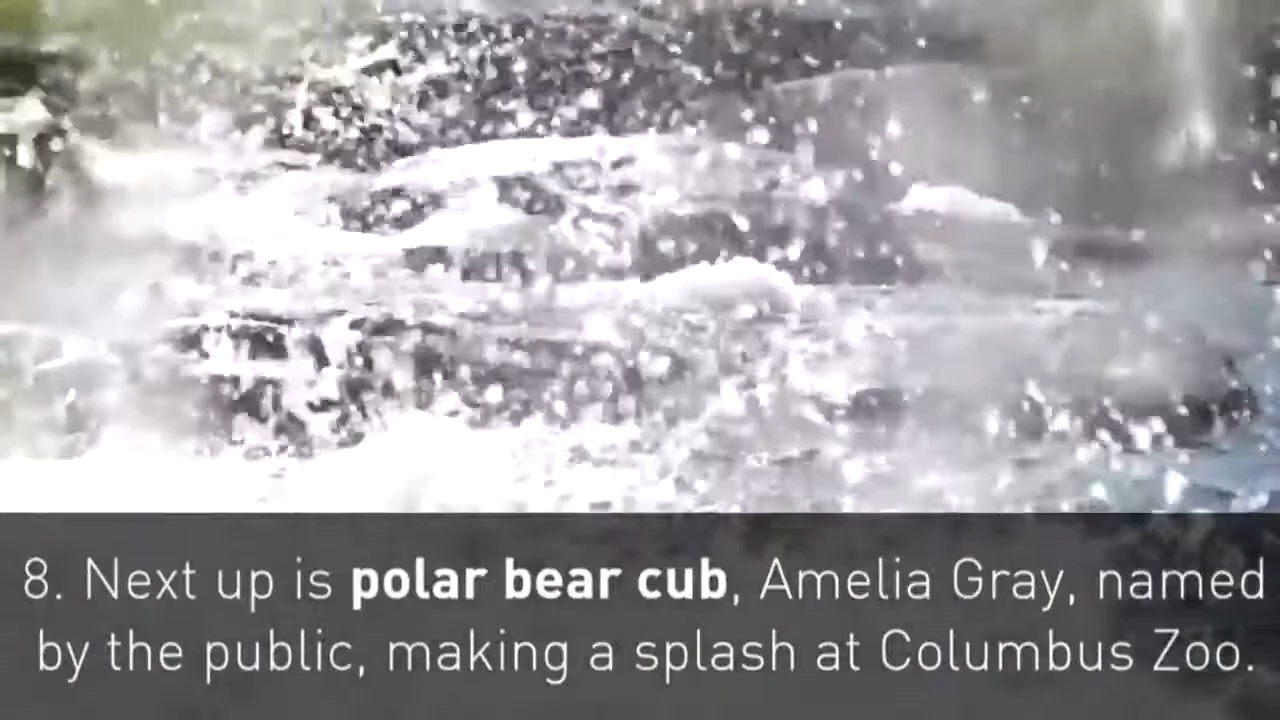 8. Next up is polar bear cub, Amelia Gray, named
by the public, making a splash at Columbus Zoo.